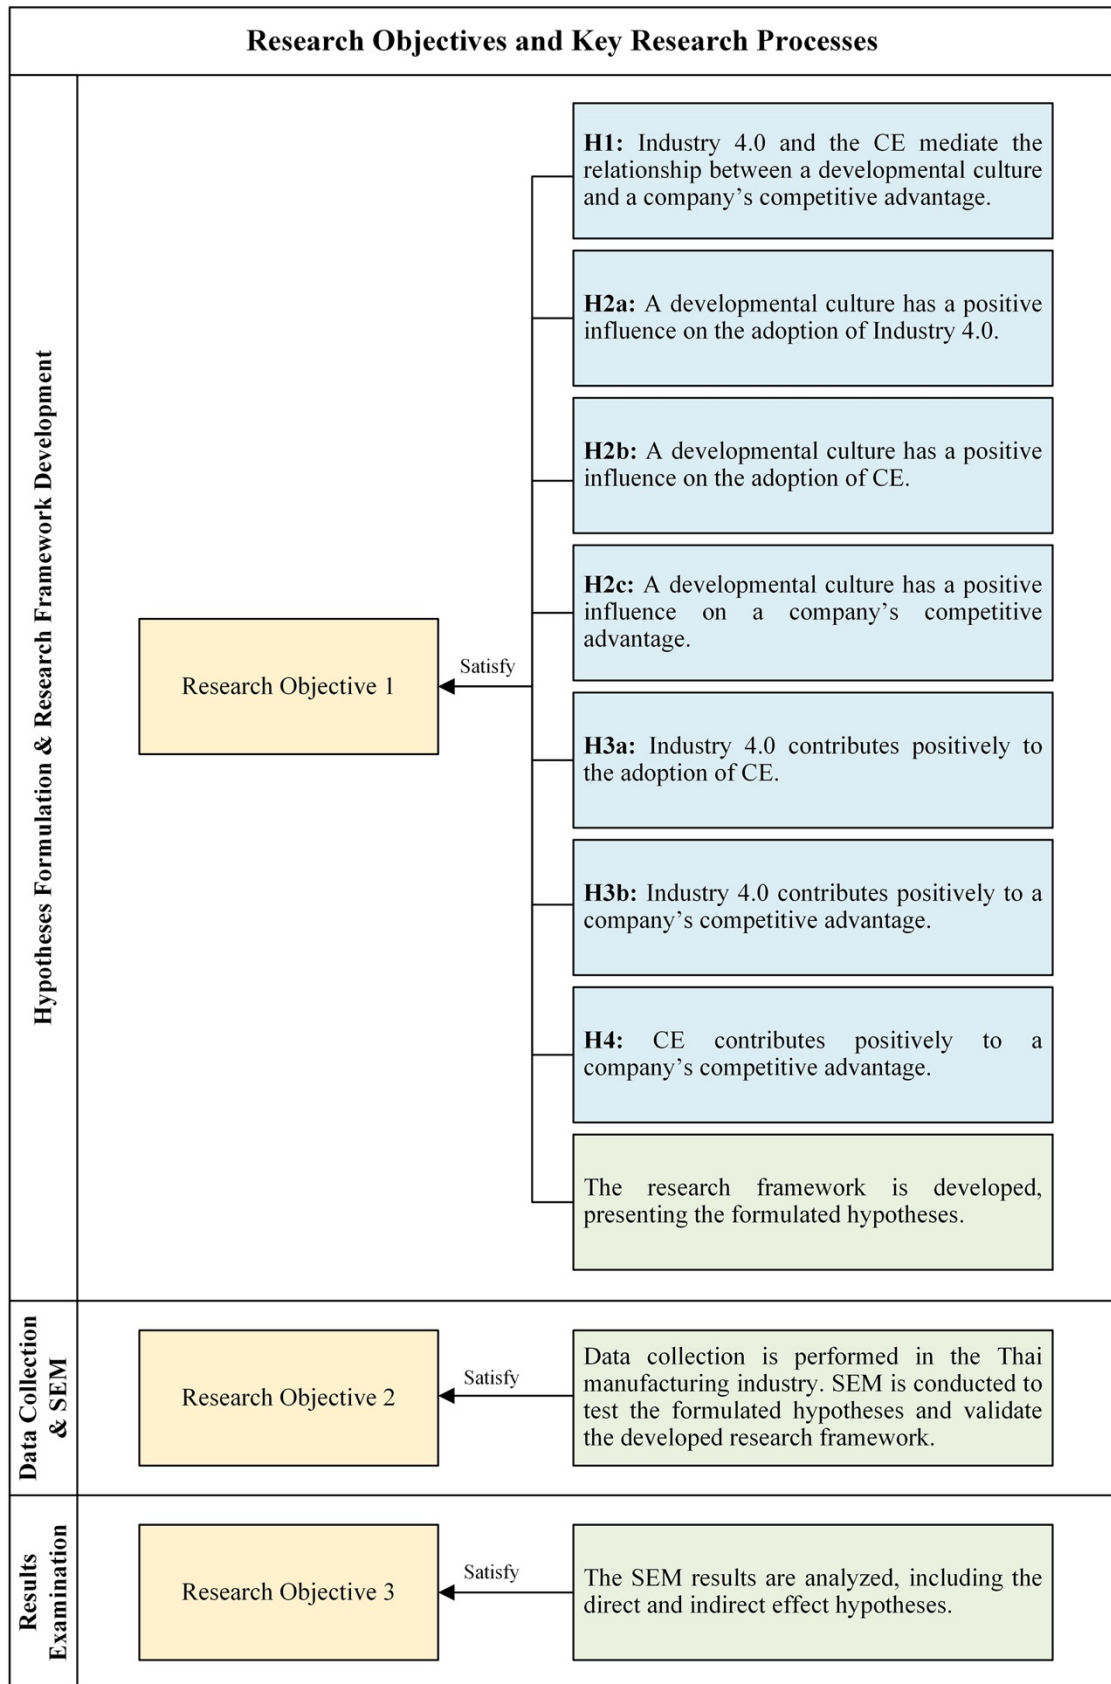 Research Objectives and Key Research Processes
Hypotheses Formulation & Research Framework Development
H1: Industry 4.0 and the CE mediate the
relationship between a developmental culture
and a company’s competitive advantage.
H2a: A developmental culture has a positive
influence on the adoption of Industry 4.0.
H2b: A developmental culture has a positive
influence on the adoption of CE.
H2c: A developmental culture has a positive
influence on a company’s competitive
advantage.
Research Objective 1
Satisfy
H3a: Industry 4.0 contributes positively to
the adoption of CE.
H3b: Industry 4.0 contributes positively to a
company’s competitive advantage.
H4: CE contributes positively to a
company’s competitive advantage.
The research framework is developed,
presenting the formulated hypotheses.
Data Collection
& SEM
Research Objective 2
Satisfy
Data collection is performed in the Thai
manufacturing industry. SEM is conducted to
test the formulated hypotheses and validate
the developed research framework.
Results
Examination
Research Objective 3
Satisfy
The SEM results are analyzed, including the
direct and indirect effect hypotheses.